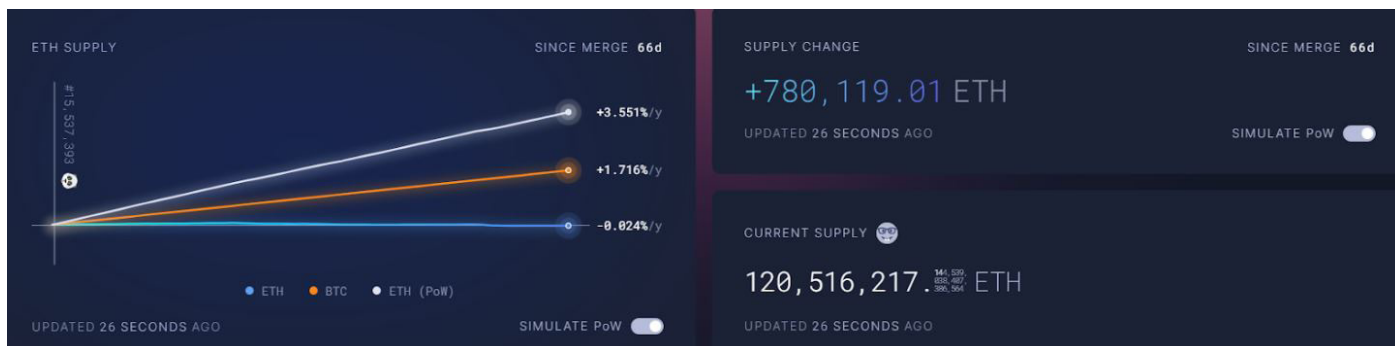 ETH SUPPLY
SINCE MERGE 66d
#15,537,393
+3.551%/y
+1.716%/y
-0.024%/y
ETH
BTC
ETH (PoW)
UPDATED 26 SECONDS AGO
SIMULATE PoW
SUPPLY CHANGE
SINCE MERGE 66d
+780,119.01 ETH
UPDATED 26 SECONDS AGO
SIMULATE PoW
CURRENT SUPPLY
120,516,217. ETH
UPDATED 26 SECONDS AGO